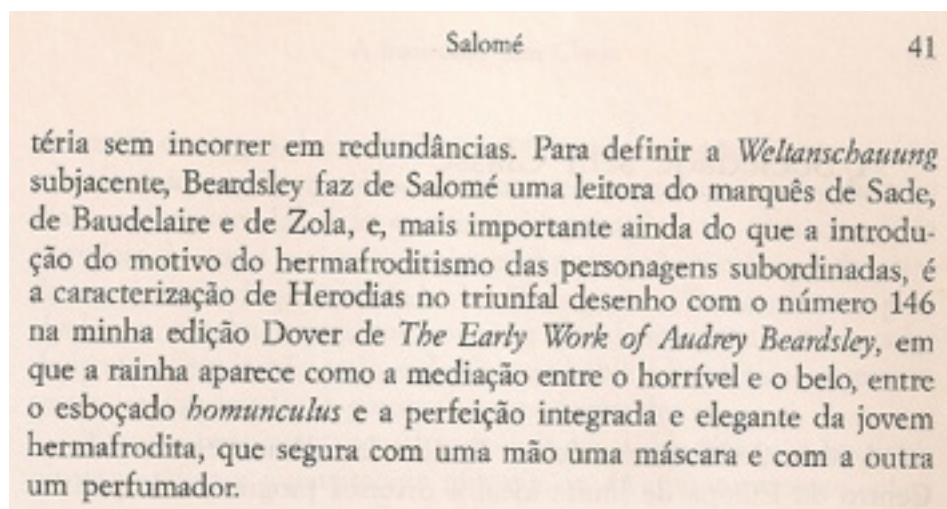 Salomé 41
téria sem incorrer em redundâncias. Para definir a Weltanschauung
subjacente, Beardsley faz de Salomé uma leitora do marquês de Sade,
de Baudelaire e de Zola, e, mais importante ainda do que a introdu-
ção do motivo do hermafroditismo das personagens subordinadas, é
a caracterização de Herodias no triunfal desenho com o número 146
na minha edição Dover de The Early Work of Audrey Beardsley, em
que a rainha aparece como a mediação entre o horrível e o belo, entre
o esboçado homunculus e a perfeição integrada e elegante da jovem
hermafrodita, que segura com uma mão uma máscara e com a outra
um perfumador.